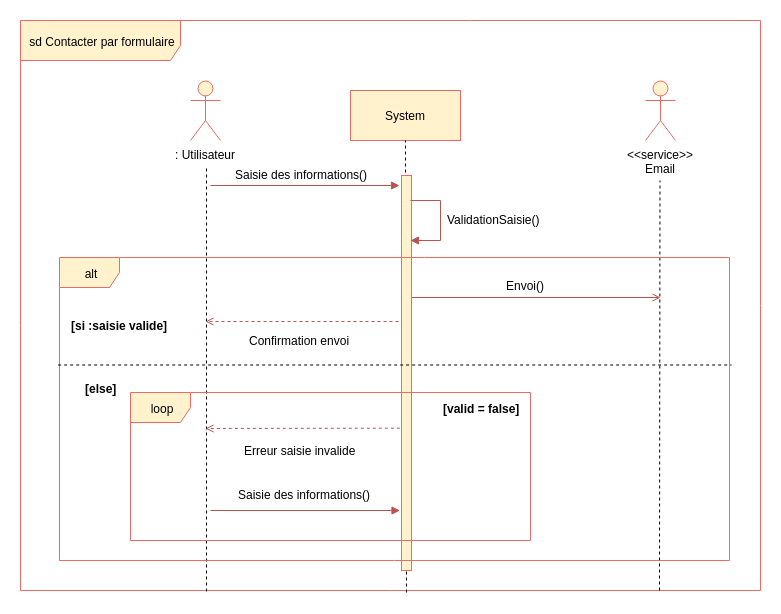 sd Contacter par formulaire
System
: Utilisateur
<<service>>
Email
Saisie des informations()
ValidationSaisie()
alt
Envoi()
[si :saisie valide]
Confirmation envoi
[else]
loop
[valid = false]
Erreur saisie invalide
Saisie des informations()